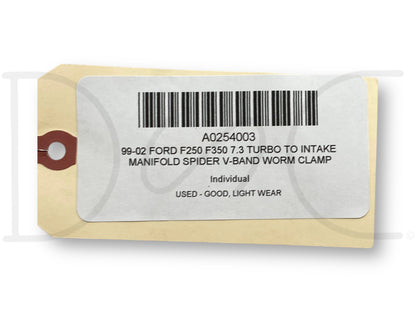 A0254003
99-02 FORD F250 F350 7.3 TURBO TO INTAKE
MANIFOLD SPIDER V-BAND WORM CLAMP
Individual
USED - GOOD, LIGHT WEAR